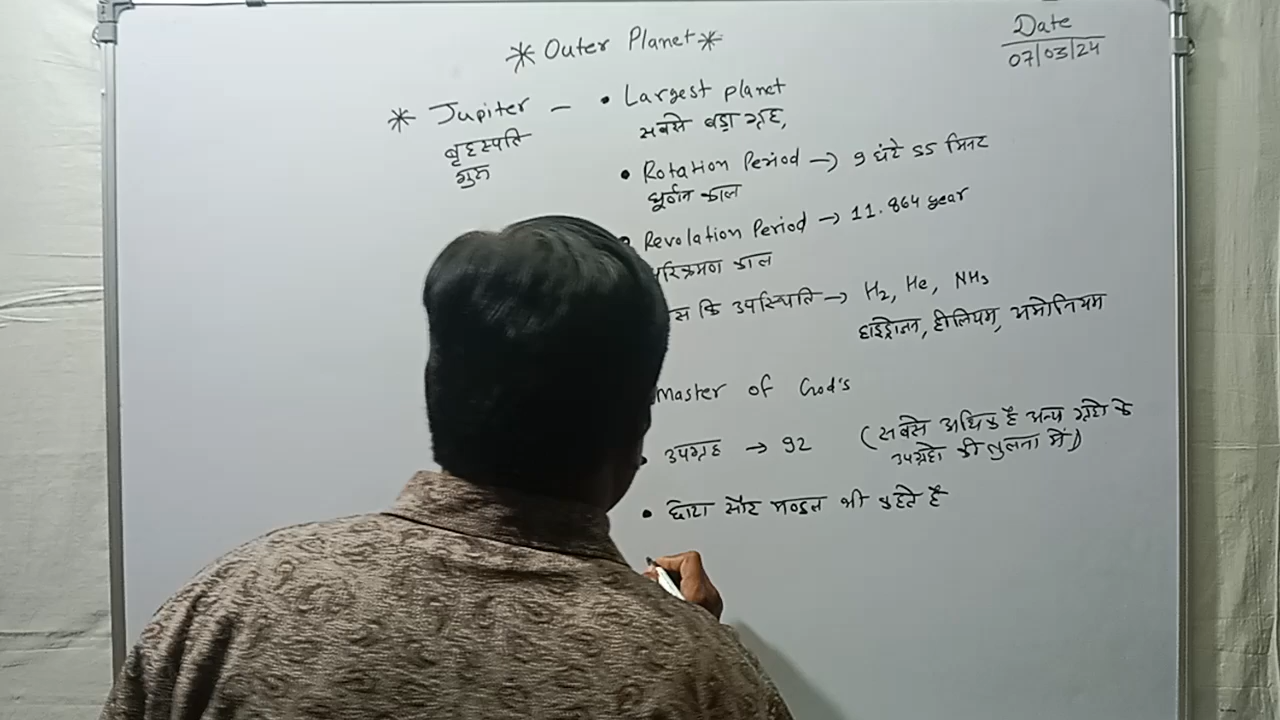 * Outer Planet *
Date
07/03/24
* Jupiter – • Largest planet
बृहस्पति
गुरु
सबसे बड़ा ग्रह,
• Rotation Period → 9 घंटे 55 मिनट
घूर्णन काल
Revolation Period → 11.864 year
परिक्रमण काल
कि उपस्थिति → H₂, He, NH₃
हाइड्रोजन, हीलियम, अमोनियम
Master of God's
• उपग्रह → 92 (सबसे अधिक है अन्य ग्रहो के
उपग्रहो की तुलना में)
• छोटा सौर मण्डल भी कहते है